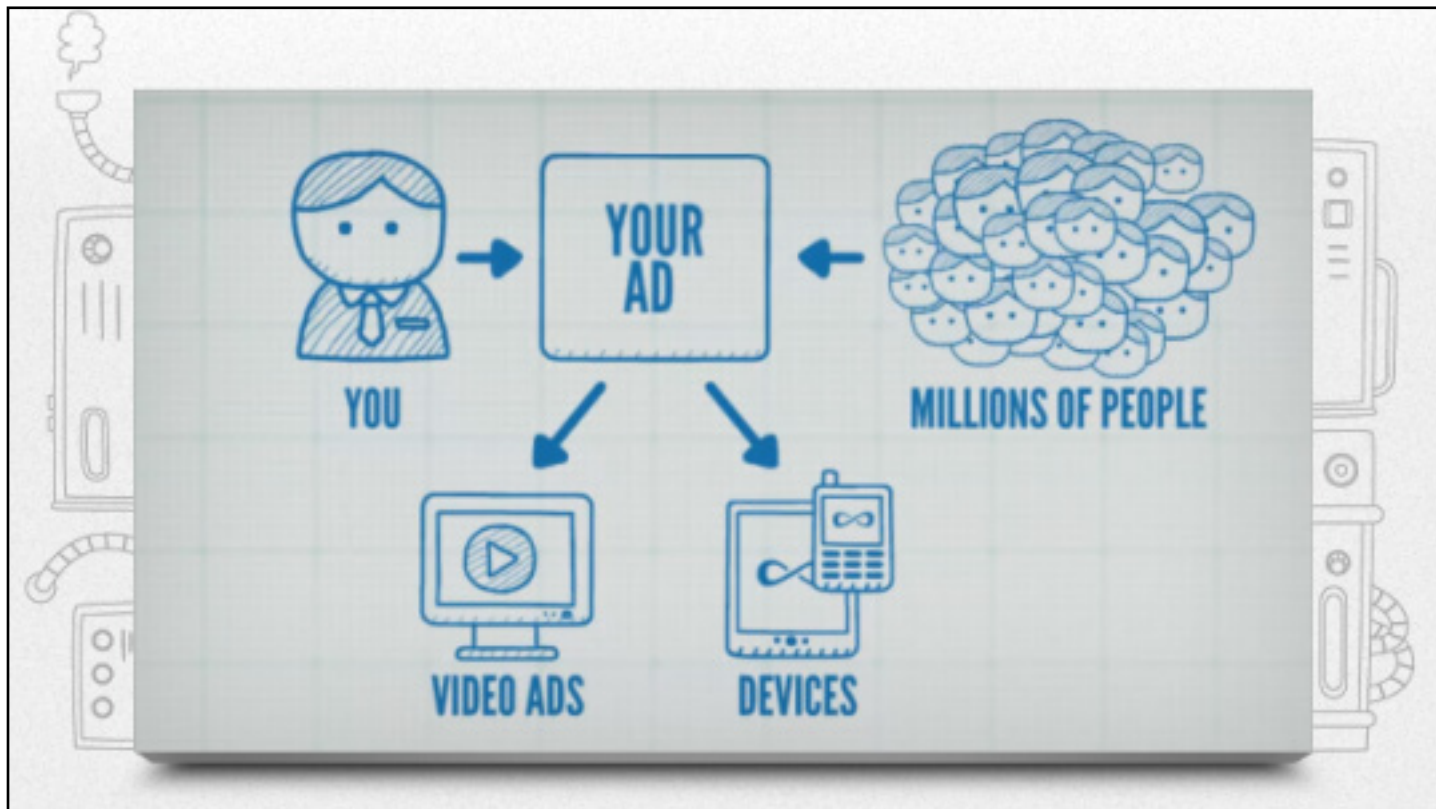 YOUR
AD
YOU
MILLIONS OF PEOPLE
VIDEO ADS
DEVICES